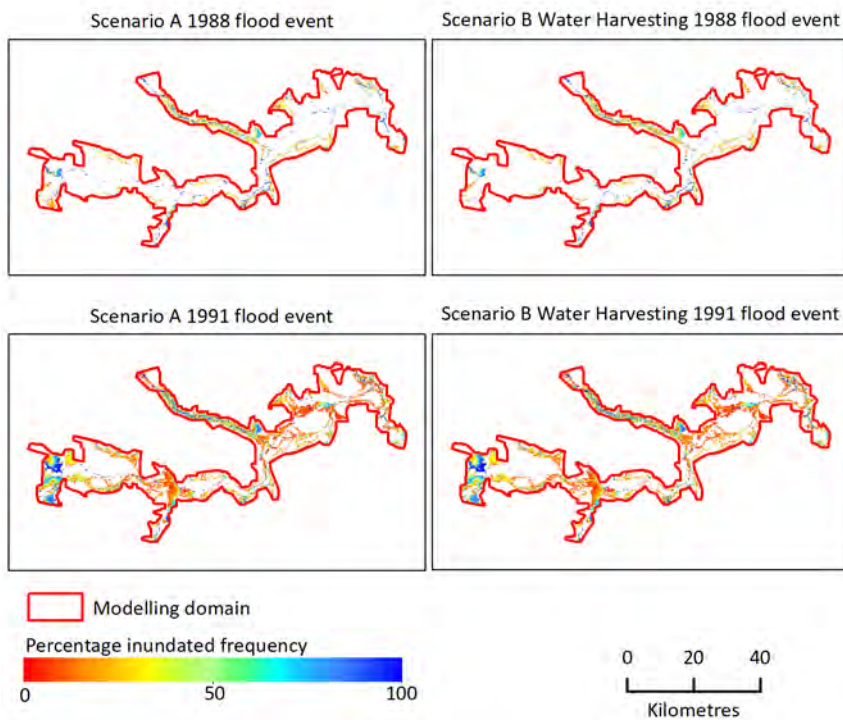 Scenario A 1988 flood event
Scenario B Water Harvesting 1988 flood event
Scenario A 1991 flood event
Scenario B Water Harvesting 1991 flood event
Modelling domain
Percentage inundated frequency
0 50 100
0 20 40
Kilometres